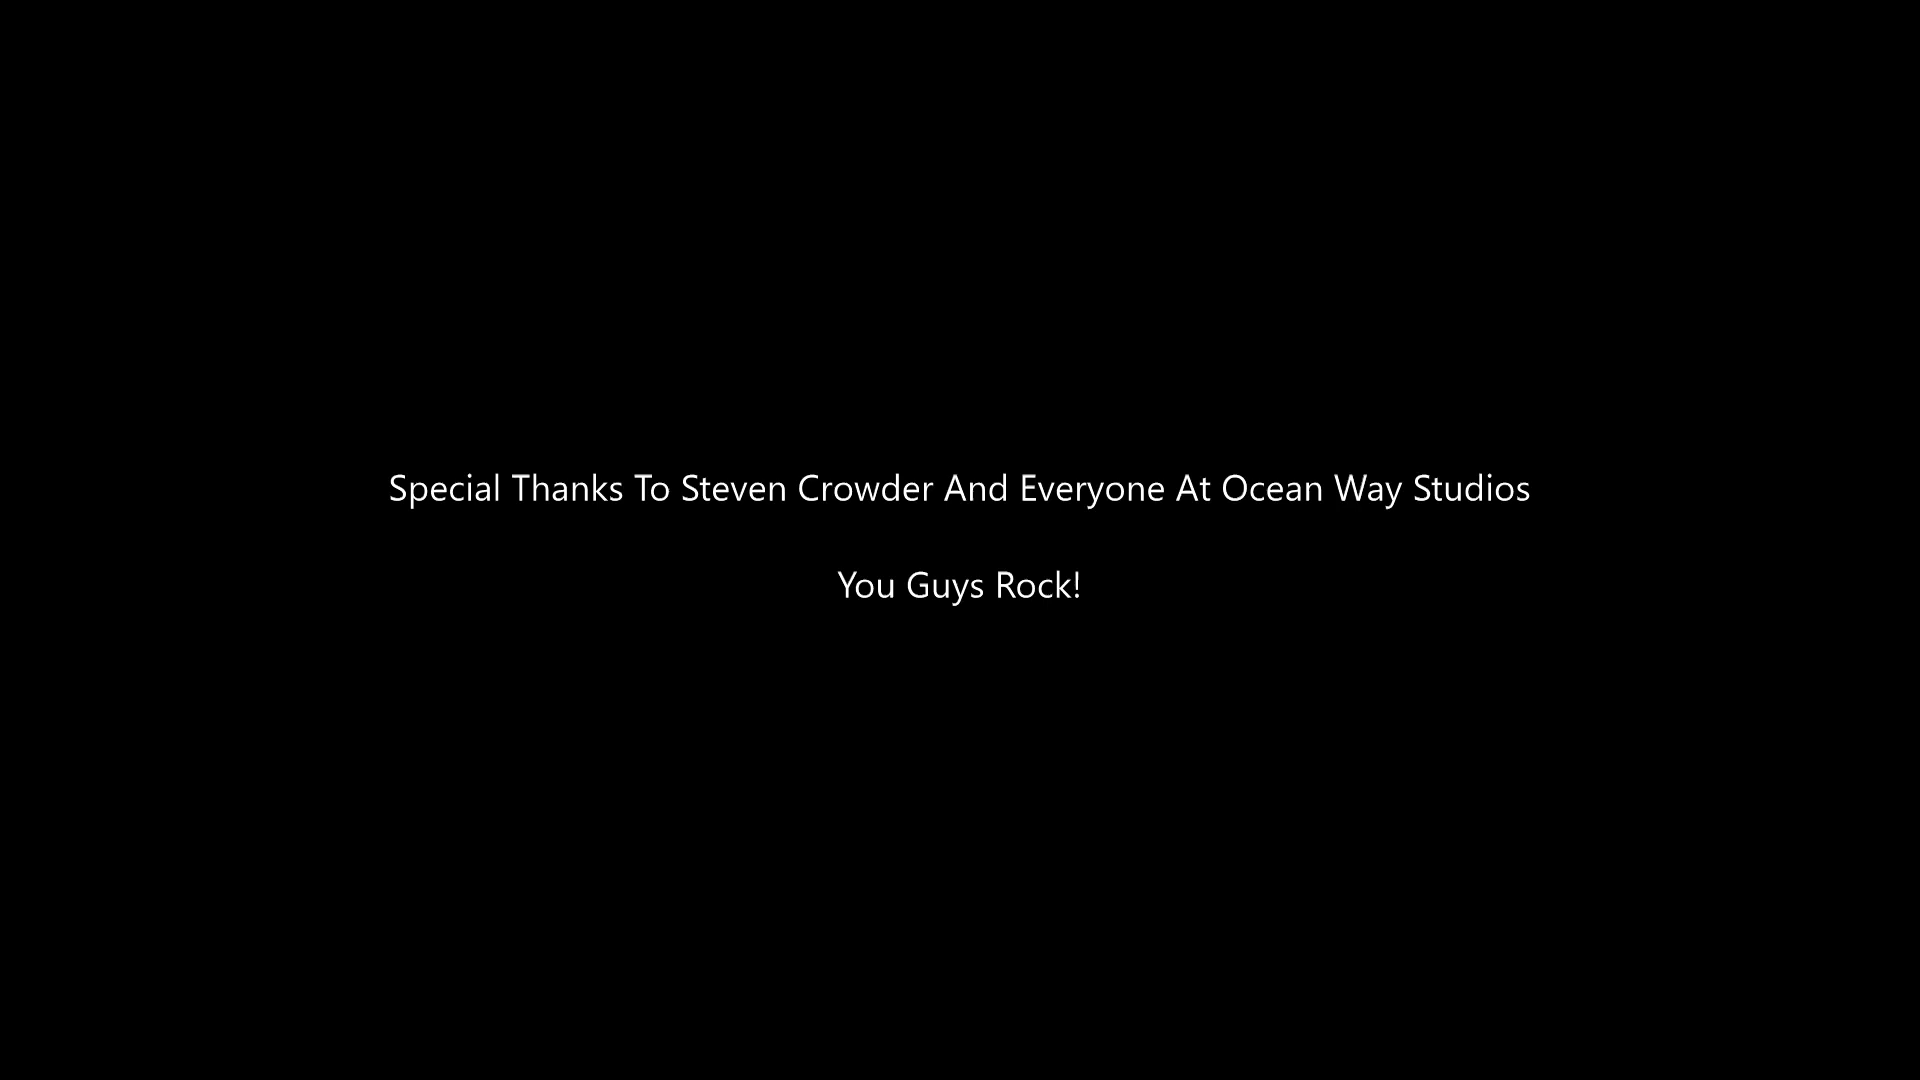 Special Thanks To Steven Crowder And Everyone At Ocean Way Studios
You Guys Rock!